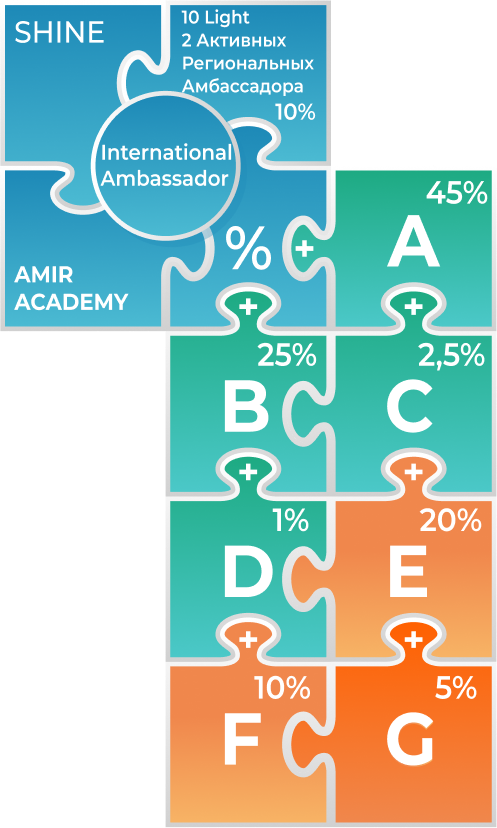 SHINE
10 Light
2 Активных
Региональных
Амбассадора
10%
International
Ambassador
AMIR
ACADEMY
%
+
45%
A
+
+
25%
B
2,5%
C
+
+
1%
D
20%
E
+
+
10%
F
5%
G